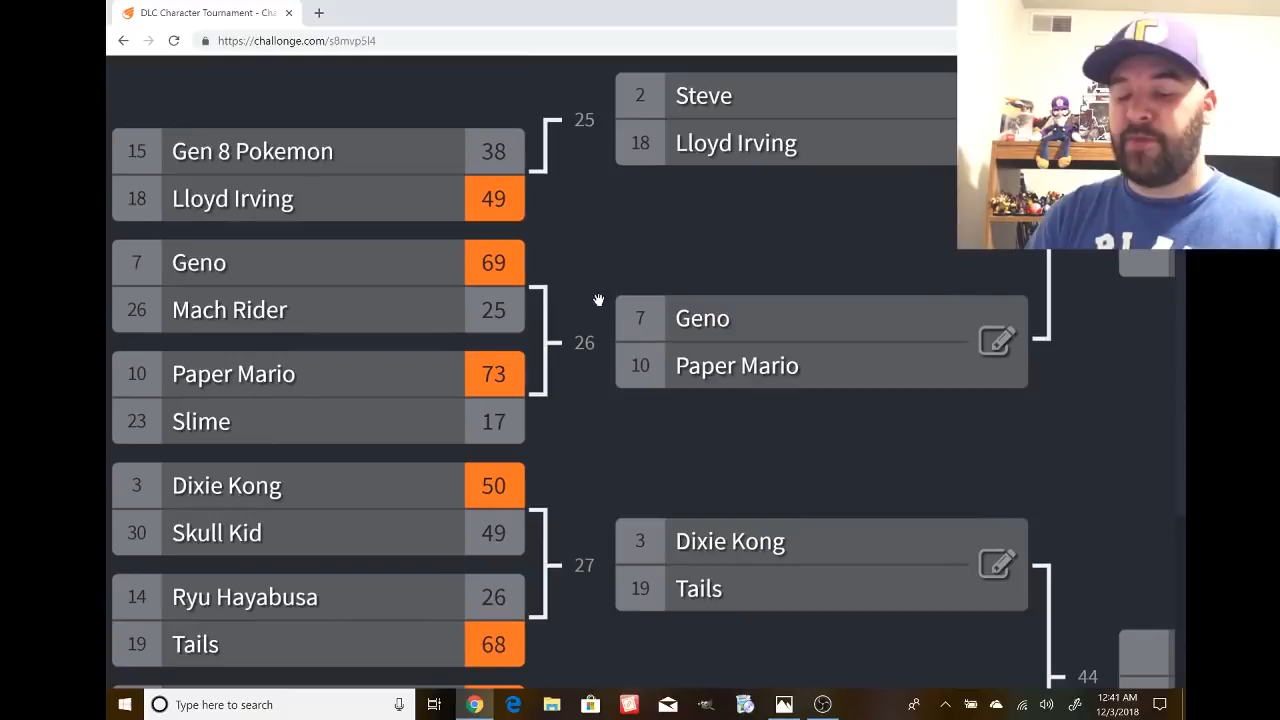 DLC Character Tournament - Cha
https://challonge.com/s8mvp5l4
15 Gen 8 Pokemon 38
18 Lloyd Irving 49
25
2 Steve
18 Lloyd Irving
7 Geno 69
26 Mach Rider 25
10 Paper Mario 73
23 Slime 17
26
7 Geno
10 Paper Mario
3 Dixie Kong 50
30 Skull Kid 49
14 Ryu Hayabusa 26
19 Tails 68
27
3 Dixie Kong
19 Tails
44
Type here to search
12:41 AM
12/3/2018